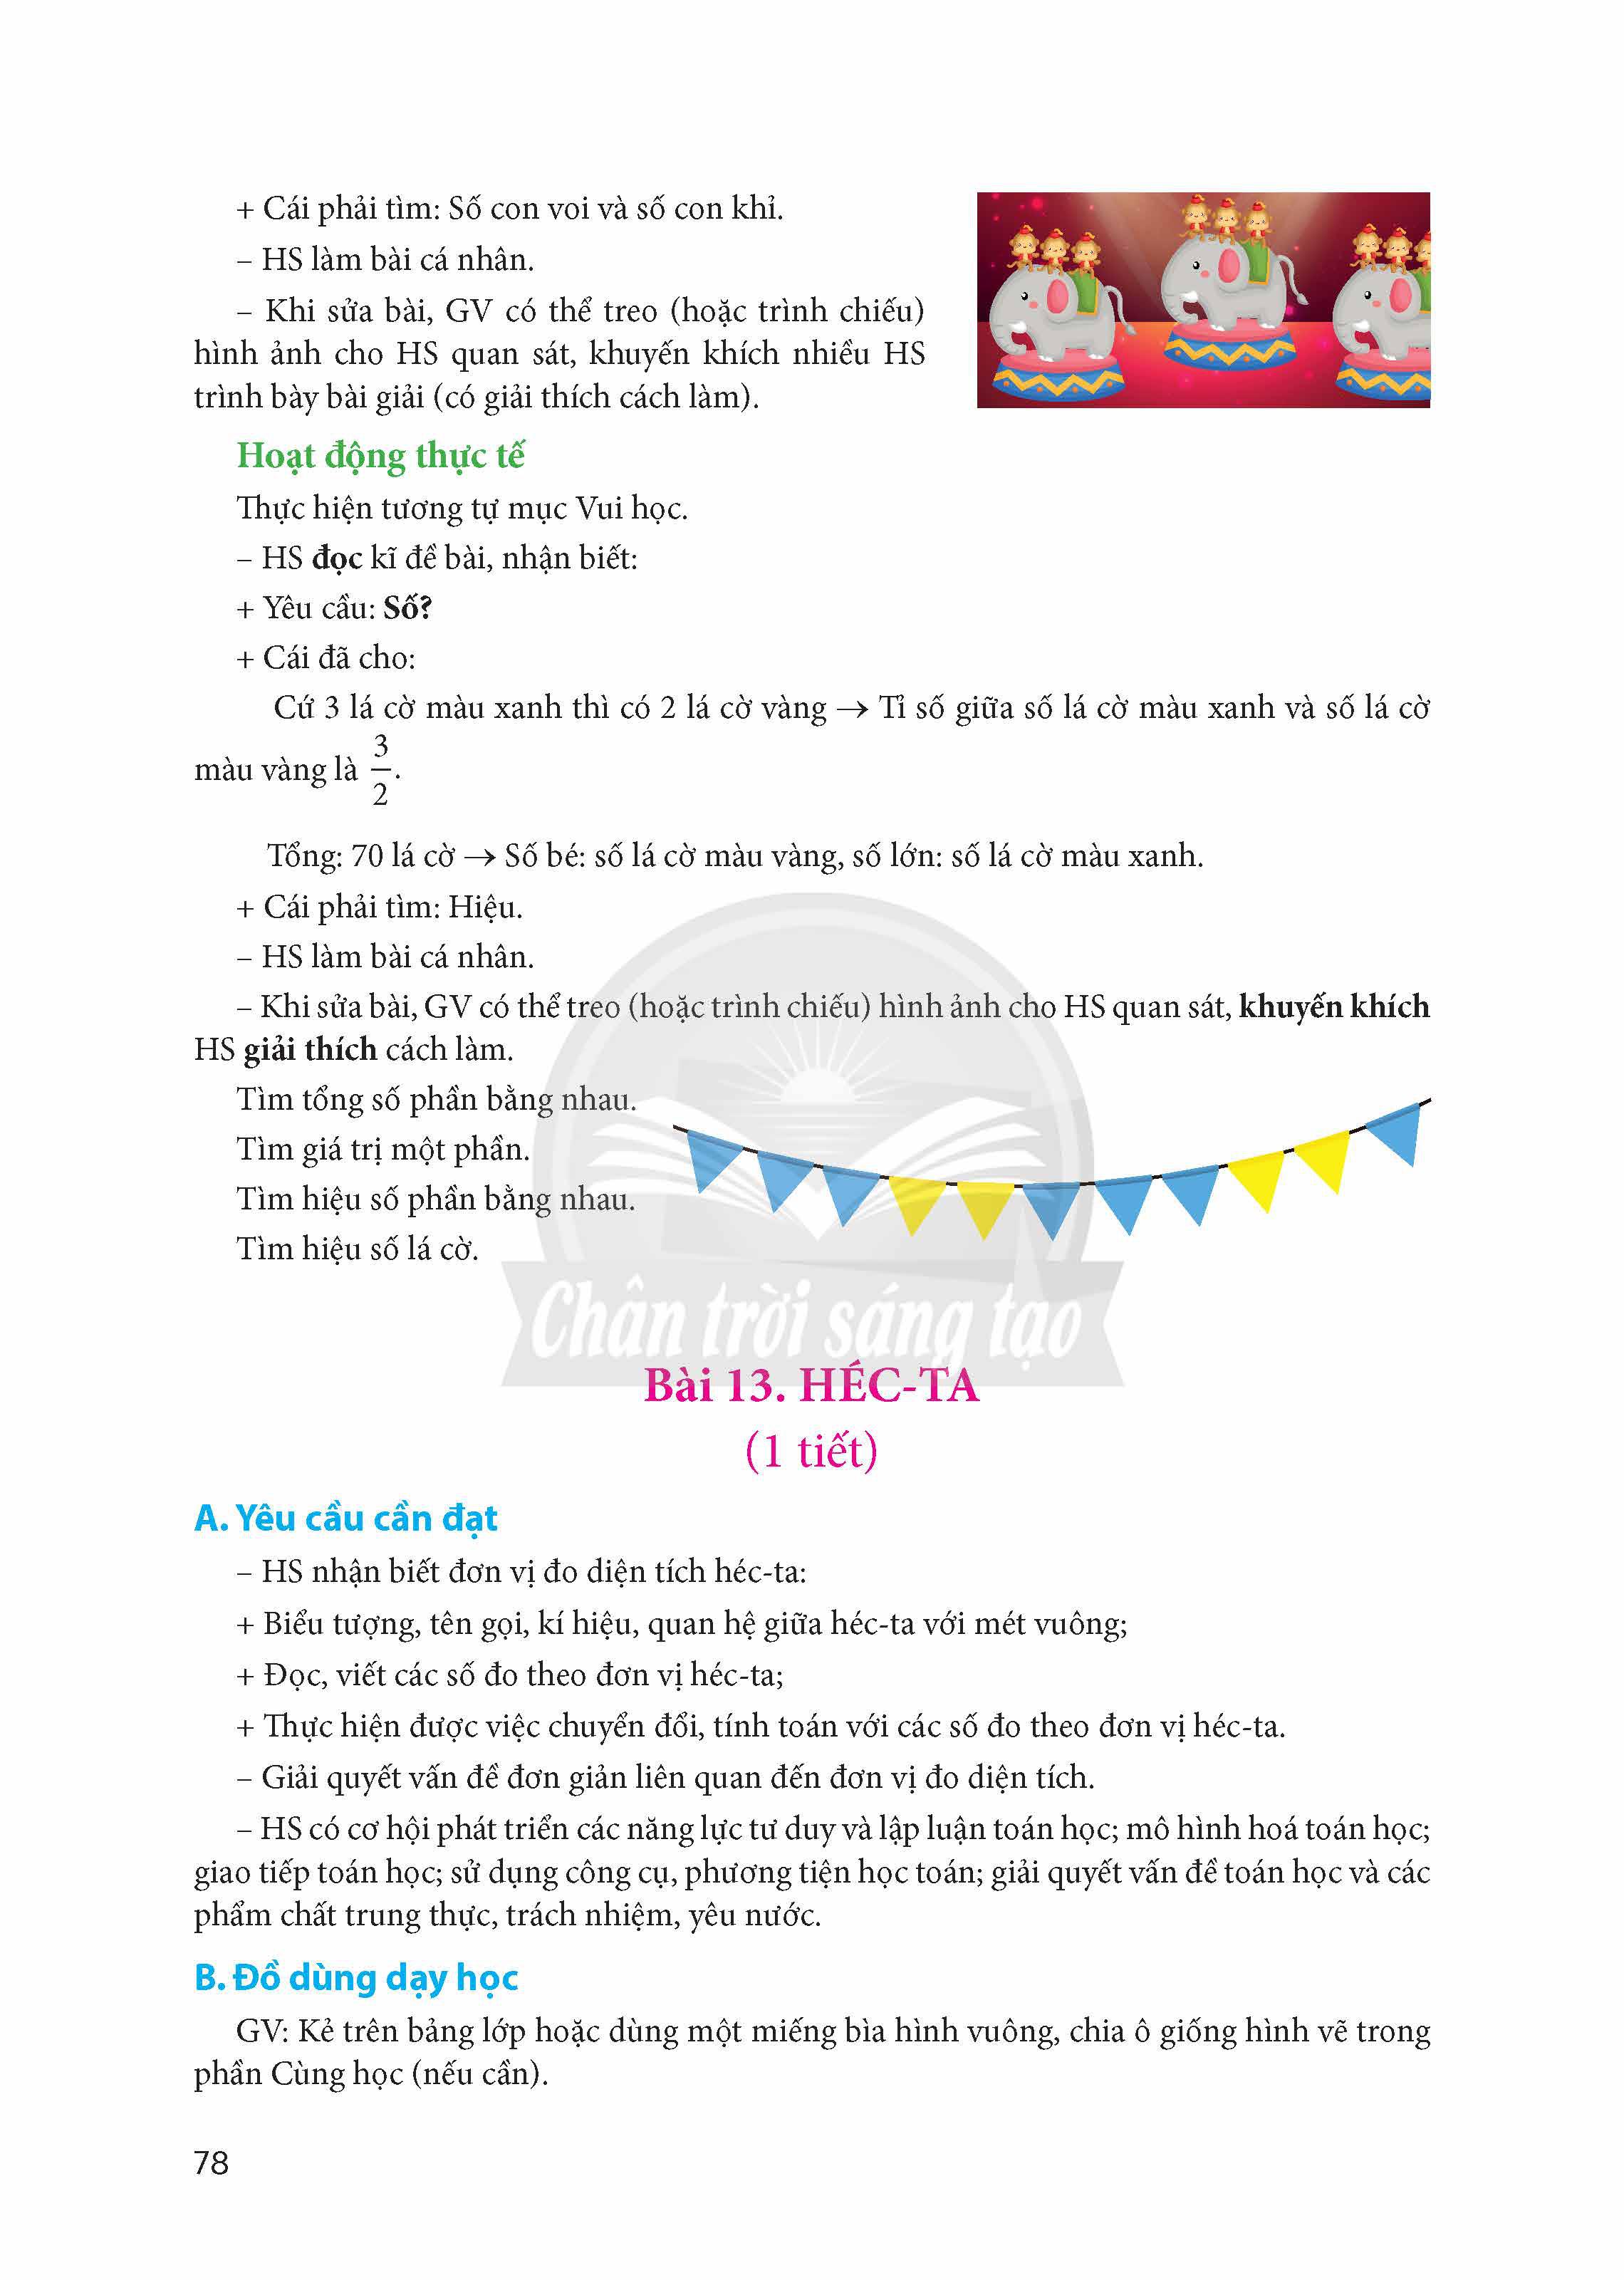 + Cái phải tìm: Số con voi và số con khỉ.
– HS làm bài cá nhân.
– Khi sửa bài, GV có thể treo (hoặc trình chiếu)
hình ảnh cho HS quan sát, khuyến khích nhiều HS
trình bày bài giải (có giải thích cách làm).
Hoạt động thực tế
Thực hiện tương tự mục Vui học.
– HS đọc kĩ đề bài, nhận biết:
+ Yêu cầu: Số?
+ Cái đã cho:
Cứ 3 lá cờ màu xanh thì có 2 lá cờ vàng → Tỉ số giữa số lá cờ màu xanh và số lá cờ
màu vàng là 3/2.
Tổng: 70 lá cờ → Số bé: số lá cờ màu vàng, số lớn: số lá cờ màu xanh.
+ Cái phải tìm: Hiệu.
– HS làm bài cá nhân.
– Khi sửa bài, GV có thể treo (hoặc trình chiếu) hình ảnh cho HS quan sát, khuyến khích
HS giải thích cách làm.
Tìm tổng số phần bằng nhau.
Tìm giá trị một phần.
Tìm hiệu số phần bằng nhau.
Tìm hiệu số lá cờ.
Chân trời sáng tạo
Bài 13. HÉC-TA
(1 tiết)
A. Yêu cầu cần đạt
– HS nhận biết đơn vị đo diện tích héc-ta:
+ Biểu tượng, tên gọi, kí hiệu, quan hệ giữa héc-ta với mét vuông;
+ Đọc, viết các số đo theo đơn vị héc-ta;
+ Thực hiện được việc chuyển đổi, tính toán với các số đo theo đơn vị héc-ta.
– Giải quyết vấn đề đơn giản liên quan đến đơn vị đo diện tích.
– HS có cơ hội phát triển các năng lực tư duy và lập luận toán học; mô hình hoá toán học;
giao tiếp toán học; sử dụng công cụ, phương tiện học toán; giải quyết vấn đề toán học và các
phẩm chất trung thực, trách nhiệm, yêu nước.
B. Đồ dùng dạy học
GV: Kẻ trên bảng lớp hoặc dùng một miếng bìa hình vuông, chia ô giống hình vẽ trong
phần Cùng học (nếu cần).
78